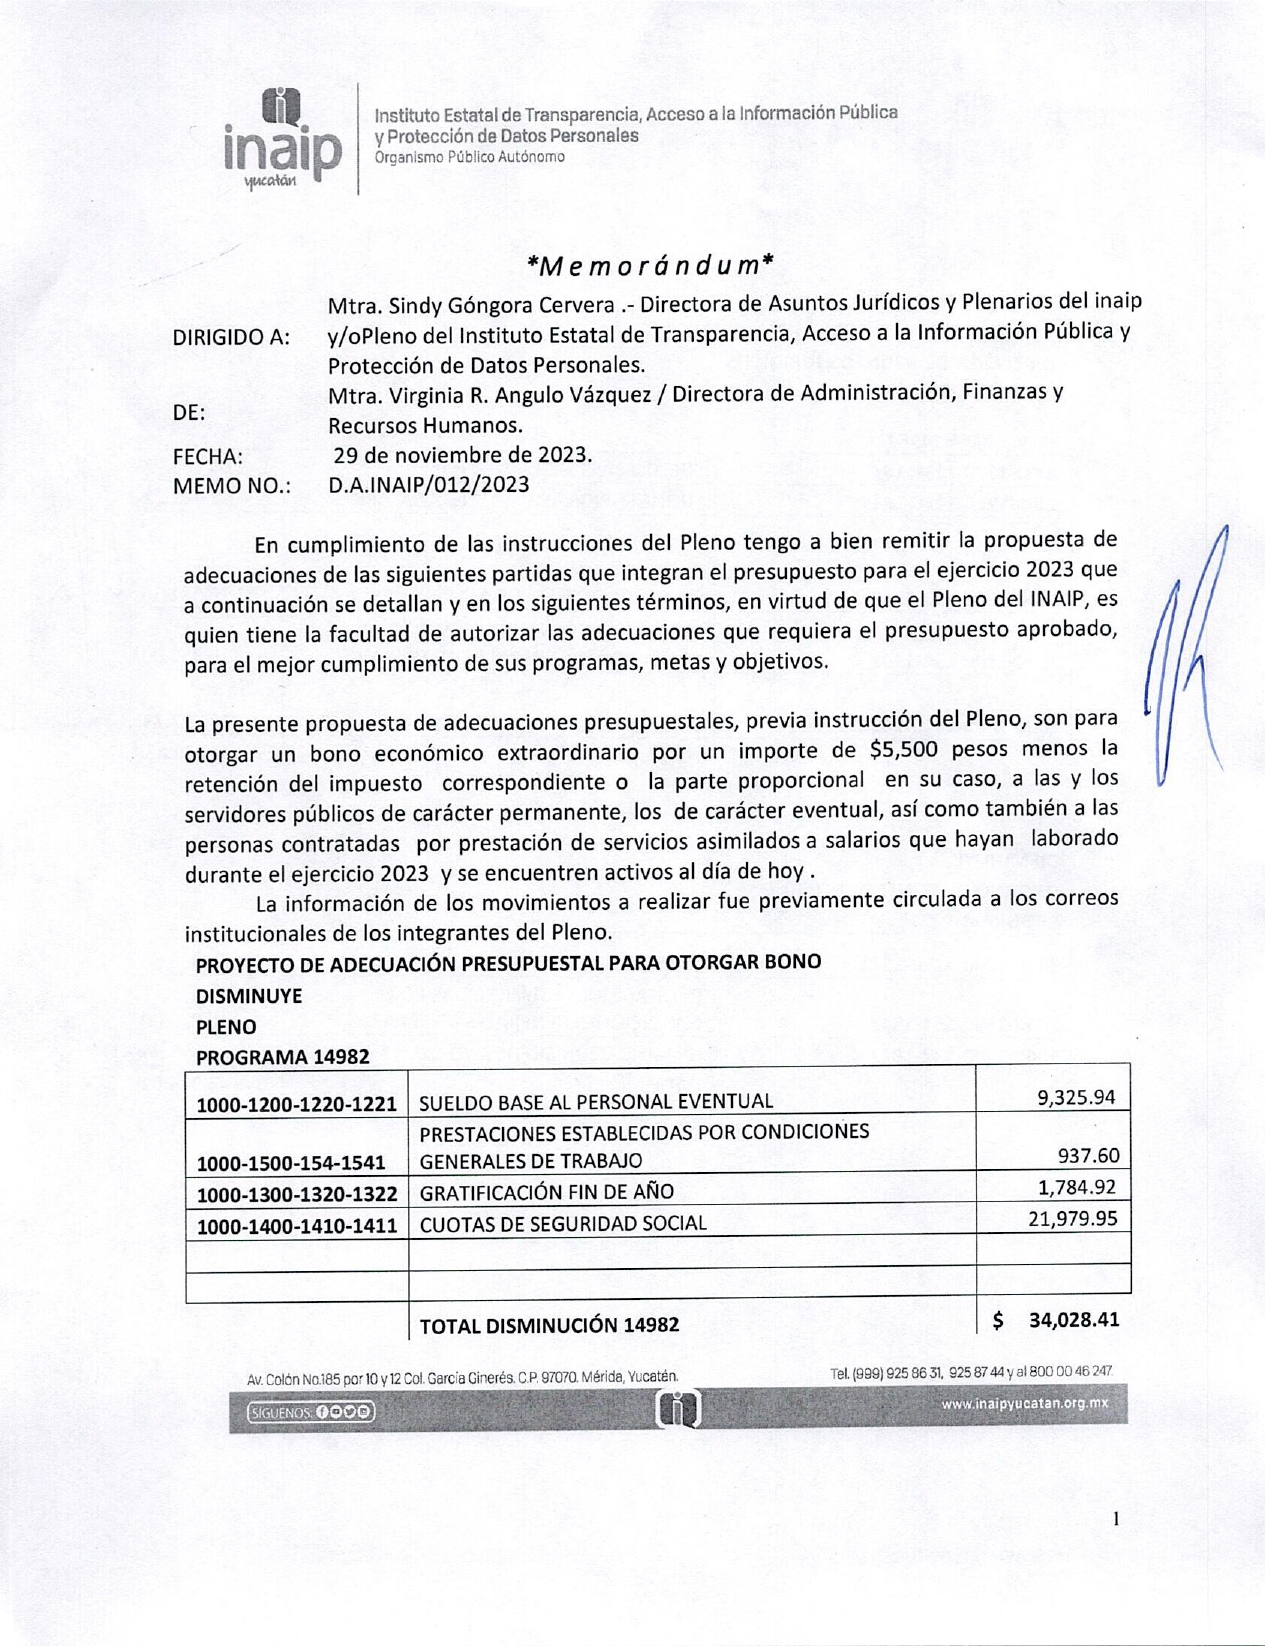 inaip
yucatán
Instituto Estatal de Transparencia, Acceso a la Información Pública
y Protección de Datos Personales
Organismo Público Autónomo
*Memorándum*
DIRIGIDO A:
Mtra. Sindy Góngora Cervera .- Directora de Asuntos Jurídicos y Plenarios del inaip
y/oPleno del Instituto Estatal de Transparencia, Acceso a la Información Pública y
Protección de Datos Personales.
DE:
Mtra. Virginia R. Angulo Vázquez / Directora de Administración, Finanzas y
Recursos Humanos.
FECHA: 29 de noviembre de 2023.
MEMO NO.: D.A.INAIP/012/2023
En cumplimiento de las instrucciones del Pleno tengo a bien remitir la propuesta de
adecuaciones de las siguientes partidas que integran el presupuesto para el ejercicio 2023 que
a continuación se detallan y en los siguientes términos, en virtud de que el Pleno del INAIP, es
quien tiene la facultad de autorizar las adecuaciones que requiera el presupuesto aprobado,
para el mejor cumplimiento de sus programas, metas y objetivos.
La presente propuesta de adecuaciones presupuestales, previa instrucción del Pleno, son para
otorgar un bono económico extraordinario por un importe de $5,500 pesos menos la
retención del impuesto correspondiente o la parte proporcional en su caso, a las y los
servidores públicos de carácter permanente, los de carácter eventual, así como también a las
personas contratadas por prestación de servicios asimilados a salarios que hayan laborado
durante el ejercicio 2023 y se encuentren activos al día de hoy .
La información de los movimientos a realizar fue previamente circulada a los correos
institucionales de los integrantes del Pleno.
PROYECTO DE ADECUACIÓN PRESUPUESTAL PARA OTORGAR BONO
DISMINUYE
PLENO
PROGRAMA 14982
1000-1200-1220-1221 SUELDO BASE AL PERSONAL EVENTUAL 9,325.94
PRESTACIONES ESTABLECIDAS POR CONDICIONES
1000-1500-154-1541 GENERALES DE TRABAJO 937.60
1000-1300-1320-1322 GRATIFICACIÓN FIN DE AÑO 1,784.92
1000-1400-1410-1411 CUOTAS DE SEGURIDAD SOCIAL 21,979.95
TOTAL DISMINUCIÓN 14982 $ 34,028.41
Av. Colón No.185 por 10 y 12 Col. García Ginerés. C.P. 97070. Mérida, Yucatán.
Tel. (999) 925 86 31, 925 87 44 y al 800 00 46 247.
SÍGUENOS:
www.inaipyucatan.org.mx
1